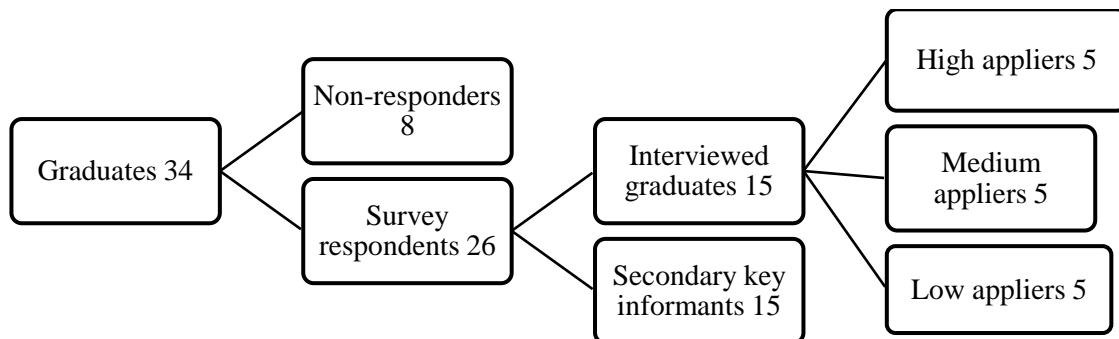 Graduates 34
Non-responders
8
Survey
respondents 26
Interviewed
graduates 15
Secondary key
informants 15
High appliers 5
Medium
appliers 5
Low appliers 5